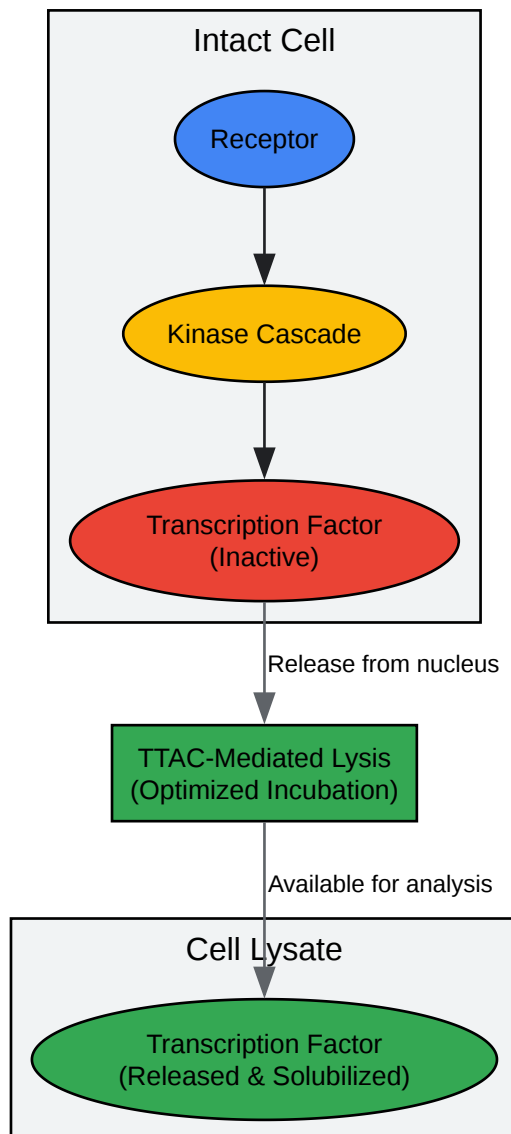 Intact Cell
Receptor
Kinase Cascade
Transcription Factor
(Inactive)
Release from nucleus
TTAC-Mediated Lysis
(Optimized Incubation)
Available for analysis
Cell Lysate
Transcription Factor
(Released & Solubilized)